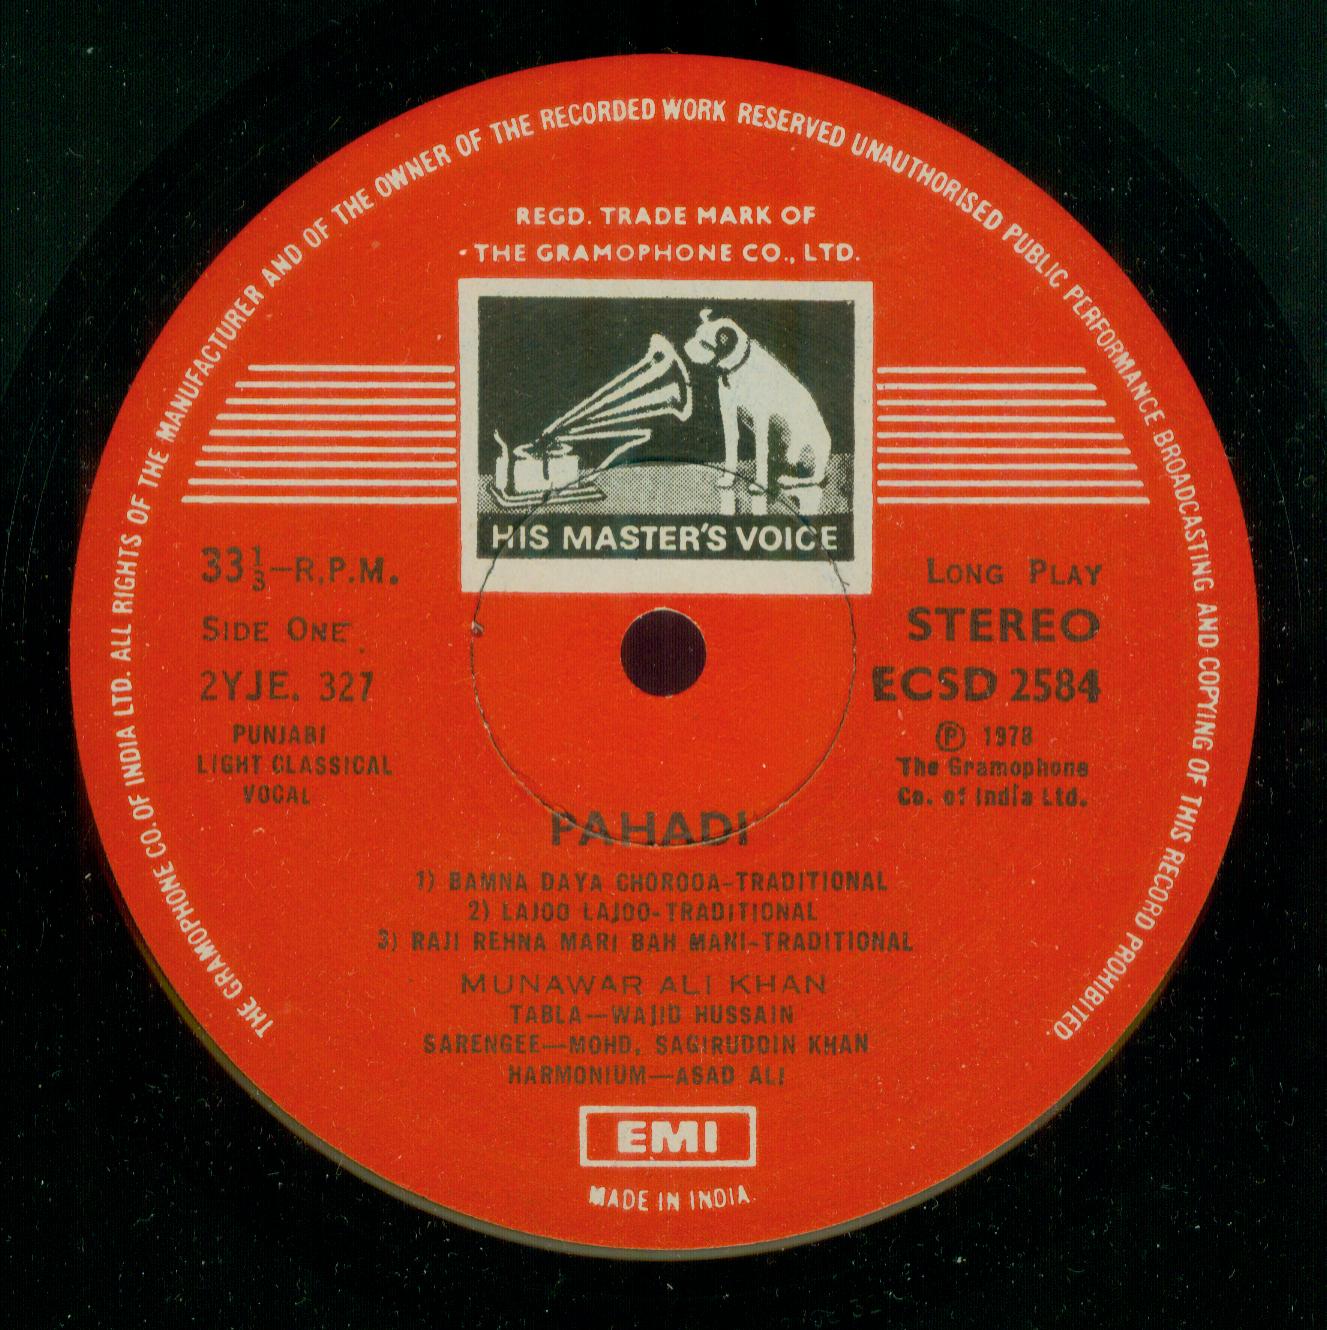 THE GRAMOPHONE CO. OF INDIA LTD. ALL RIGHTS OF THE MANUFACTURER AND OF THE OWNER OF THE RECORDED WORK RESERVED UNAUTHORISED PUBLIC PERFORMANCE BROADCASTING AND COPYING OF THIS RECORD PROHIBITED.
REGD. TRADE MARK OF
THE GRAMOPHONE CO., LTD.
HIS MASTER'S VOICE
33⅓—R.P.M.
SIDE ONE
2YJE. 327
PUNJABI
LIGHT CLASSICAL
VOCAL
LONG PLAY
STEREO
ECSD 2584
Ⓟ 1978
The Gramophone
Co. of India Ltd.
PAHADI
1) BAMNA DAYA CHOROOA-TRADITIONAL
2) LAJOO LAJOO-TRADITIONAL
3) RAJI REHNA MARI BAH MANI-TRADITIONAL
MUNAWAR ALI KHAN
TABLA—WAJID HUSSAIN
SARENGEE—MOHD. SAGIRUDDIN KHAN
HARMONIUM—ASAD ALI
EMI
MADE IN INDIA